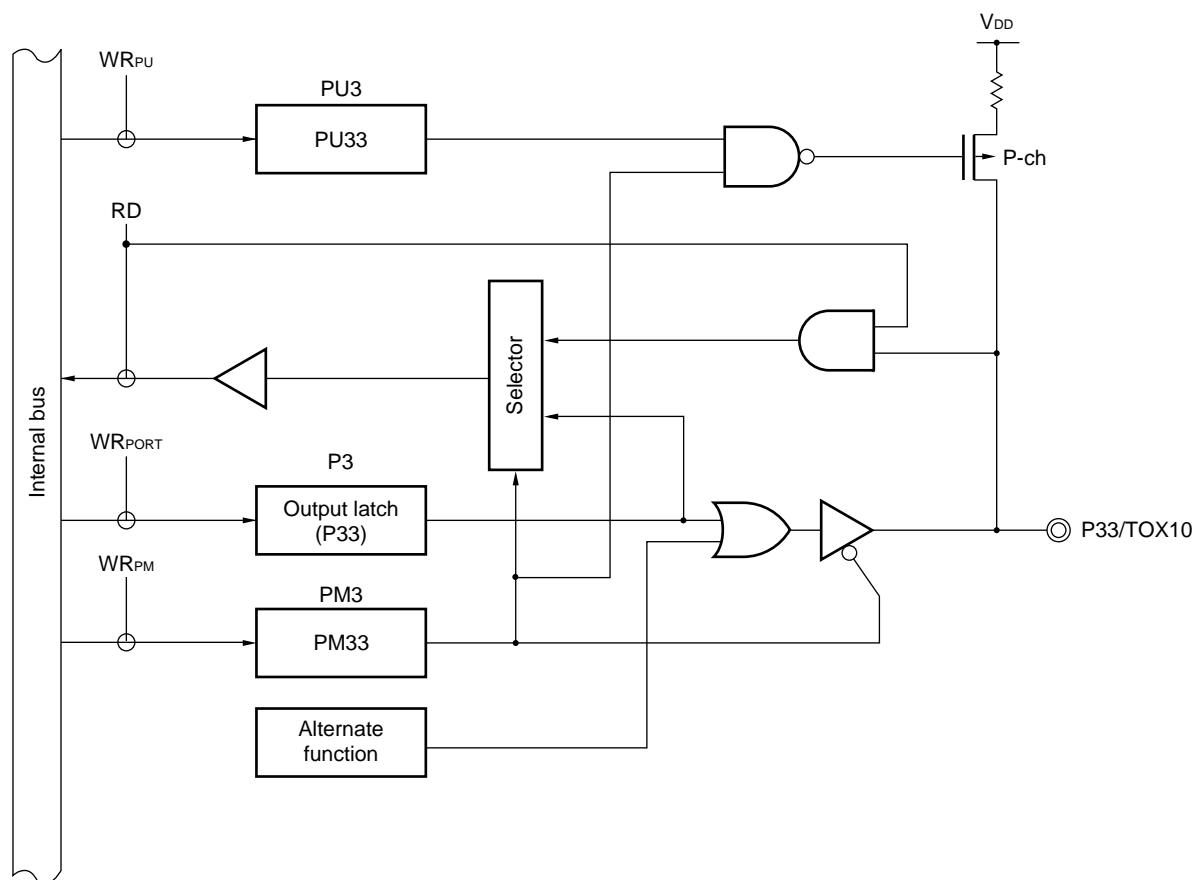 VDD
WRPU
PU3
PU33
P-ch
RD
Selector
Internal bus
WRPORT
P3
Output latch
(P33)
P33/TOX10
WRPM
PM3
PM33
Alternate
function